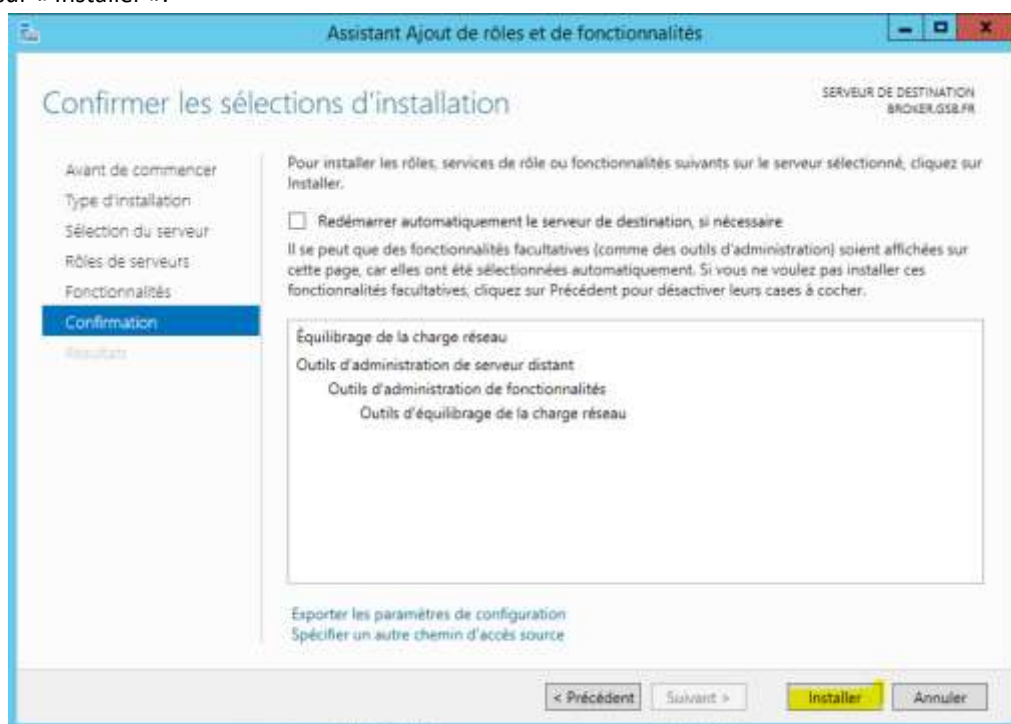 sur « Installer ».
Assistant Ajout de rôles et de fonctionnalités
Confirmer les sélections d'installation
SERVEUR DE DESTINATION
BROKER.GSB.FR
Avant de commencer
Type d'installation
Sélection du serveur
Rôles de serveurs
Fonctionnalités
Confirmation
Résultats
Pour installer les rôles, services de rôle ou fonctionnalités suivants sur le serveur sélectionné, cliquez sur
Installer.
Redémarrer automatiquement le serveur de destination, si nécessaire
Il se peut que des fonctionnalités facultatives (comme des outils d'administration) soient affichées sur
cette page, car elles ont été sélectionnées automatiquement. Si vous ne voulez pas installer ces
fonctionnalités facultatives, cliquez sur Précédent pour désactiver leurs cases à cocher.
Équilibrage de la charge réseau
Outils d'administration de serveur distant
Outils d'administration de fonctionnalités
Outils d'équilibrage de la charge réseau
Exporter les paramètres de configuration
Spécifier un autre chemin d'accès source
< Précédent
Suivant >
Installer
Annuler